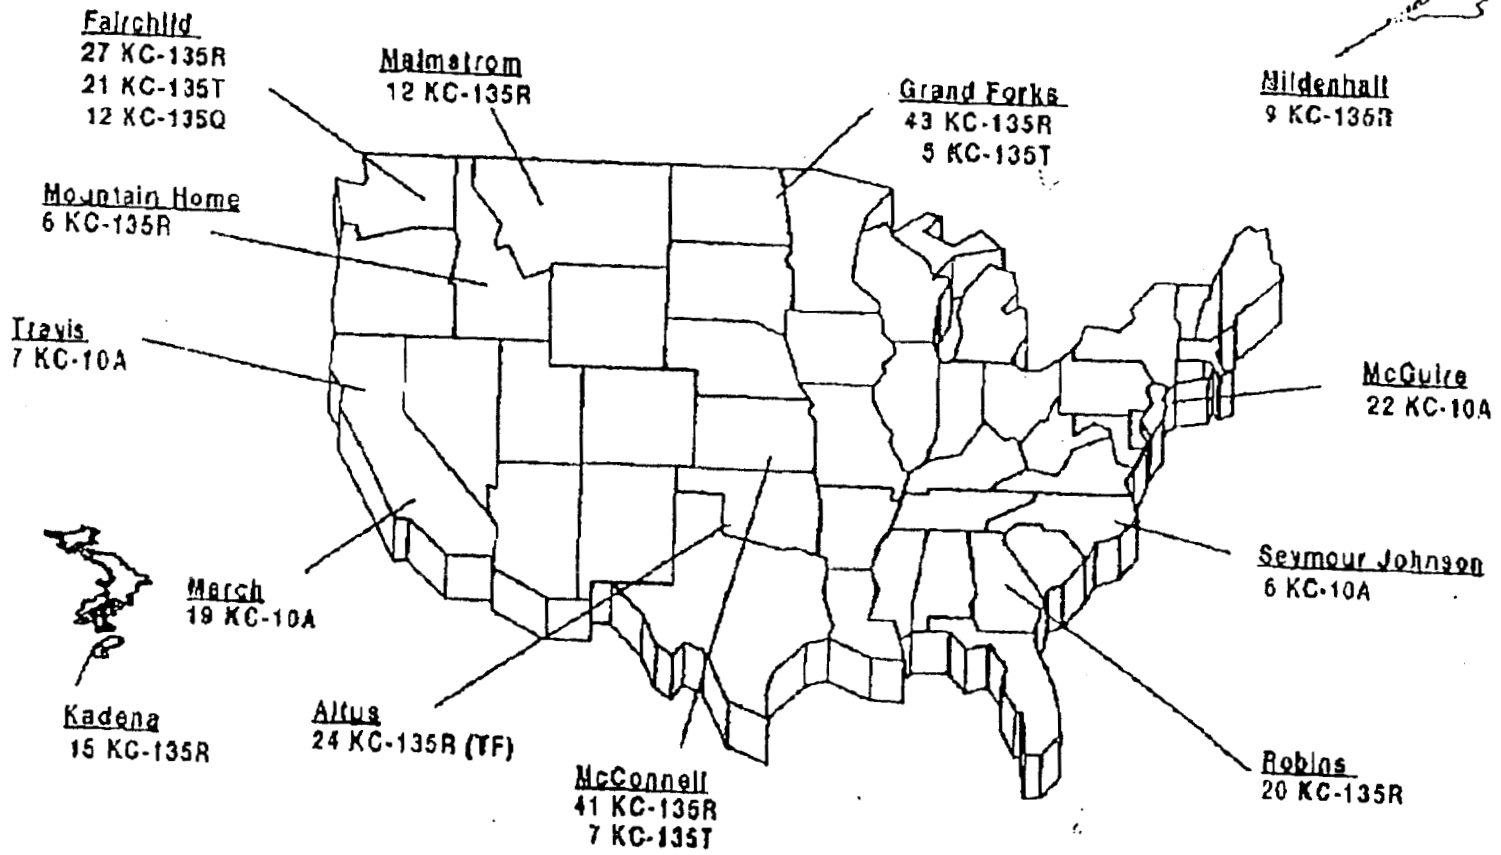 Fairchild
27 KC-135R
21 KC-135T
12 KC-135Q
Malmstrom
12 KC-135R
Grand Forks
43 KC-135R
5 KC-135T
Mildenhall
9 KC-135R
Mountain Home
6 KC-135R
Travis
7 KC-10A
McGuire
22 KC-10A
March
19 KC-10A
Seymour Johnson
6 KC-10A
Kadena
15 KC-135R
Altus
24 KC-135R (TF)
McConnell
41 KC-135R
7 KC-135T
Robins
20 KC-135R